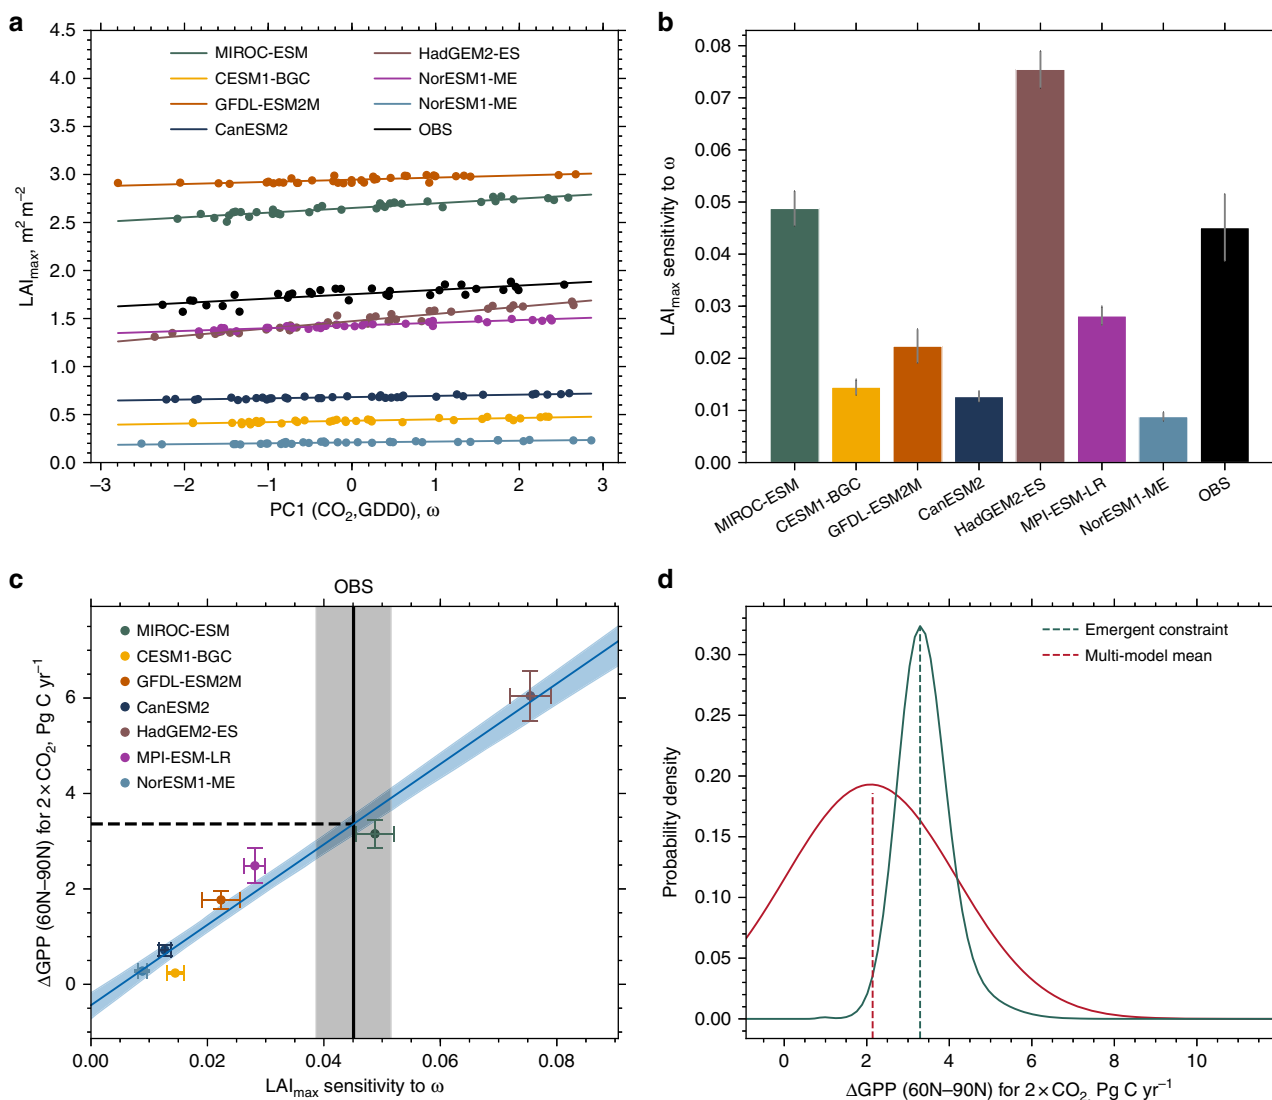 a
4.5
4.0
3.5
3.0
2.5
2.0
1.5
1.0
0.5
0.0
LAImax, m² m⁻²
MIROC-ESM
CESM1-BGC
GFDL-ESM2M
CanESM2
HadGEM2-ES
NorESM1-ME
NorESM1-ME
OBS
−3 −2 −1 0 1 2 3
PC1 (CO₂,GDD0), ω
b
0.08
0.07
0.06
0.05
0.04
0.03
0.02
0.01
0.00
LAImax sensitivity to ω
MIROC-ESM
CESM1-BGC
GFDL-ESM2M
CanESM2
HadGEM2-ES
MPI-ESM-LR
NorESM1-ME
OBS
c
OBS
MIROC-ESM
CESM1-BGC
GFDL-ESM2M
CanESM2
HadGEM2-ES
MPI-ESM-LR
NorESM1-ME
6
4
2
0
ΔGPP (60N–90N) for 2×CO₂, Pg C yr⁻¹
0.00 0.02 0.04 0.06 0.08
LAImax sensitivity to ω
d
Emergent constraint
Multi-model mean
0.30
0.25
0.20
0.15
0.10
0.05
0.00
Probability density
0 2 4 6 8 10
ΔGPP (60N–90N) for 2×CO₂, Pg C yr⁻¹